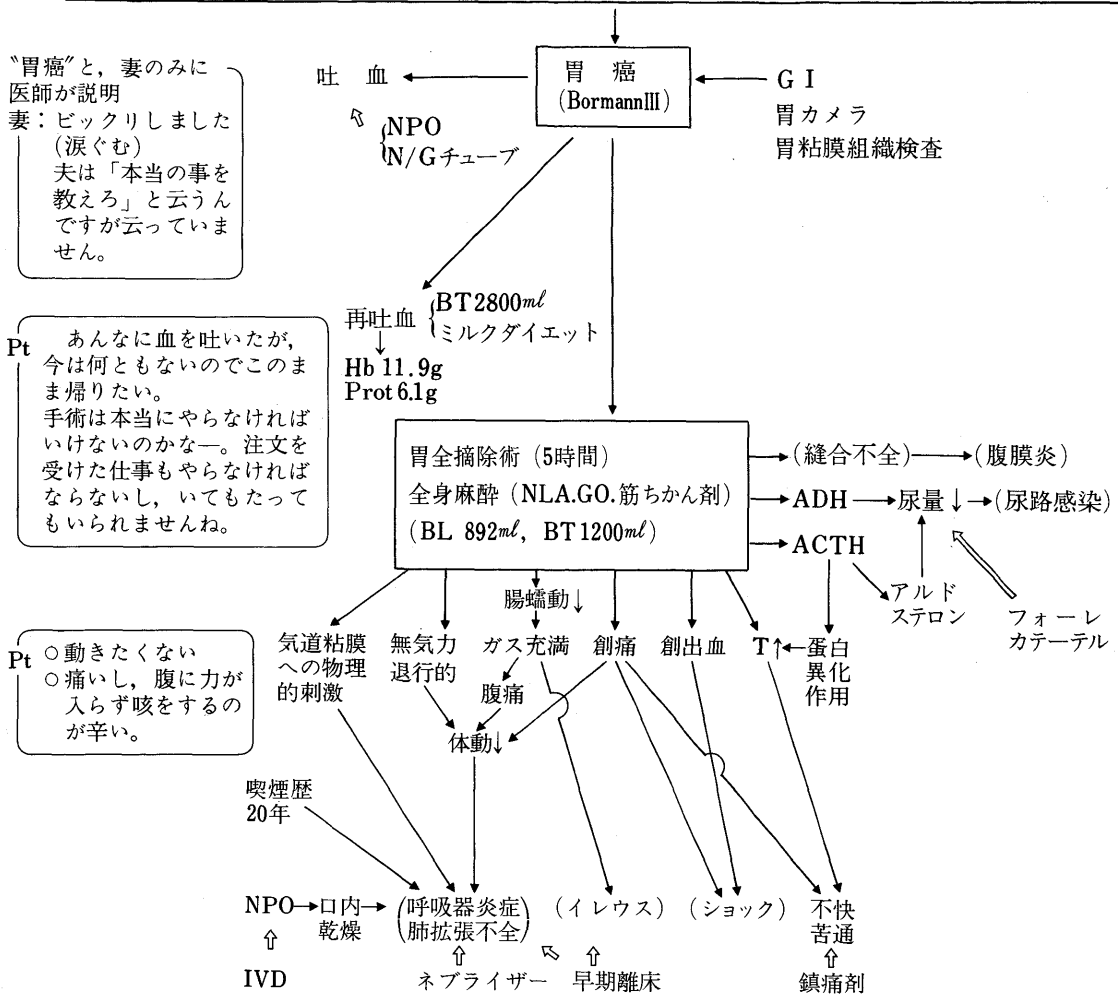 "胃癌"と，妻のみに
医師が説明
妻：ビックリしました
(涙ぐむ)
夫は「本当の事を
教えろ」と云うん
ですが云っていま
せん。
吐　血
NPO
N/Gチューブ
胃　癌
(BormannIII)
G I
胃カメラ
胃粘膜組織検査
再吐血
BT2800ml
ミルクダイエット
Hb 11.9g
Prot 6.1g
Pt
あんなに血を吐いたが，
今は何ともないのでこのま
ま帰りたい。
手術は本当にやらなければ
いけないのかな―。注文を
受けた仕事もやらなければ
ならないし，いてもたって
もいられませんね。
胃全摘除術（5時間）
全身麻酔（NLA.GO.筋ちかん剤）
(BL 892ml，BT1200ml)
(縫合不全)
(腹膜炎)
ADH
尿量↓
(尿路感染)
ACTH
アルド
ステロン
フォーレ
カテーテル
腸蠕動↓
気道粘膜
への物理
的刺激
無気力
退行的
ガス充満
創痛
創出血
T↑
蛋白
異化
作用
腹痛
体動↓
Pt
○動きたくない
○痛いし，腹に力が
入らず咳をするの
が辛い。
喫煙歴
20年
NPO
口内
乾燥
(呼吸器炎症)
(肺拡張不全)
(イレウス)
(ショック)
不快
苦通
IVD
ネブライザー
早期離床
鎮痛剤